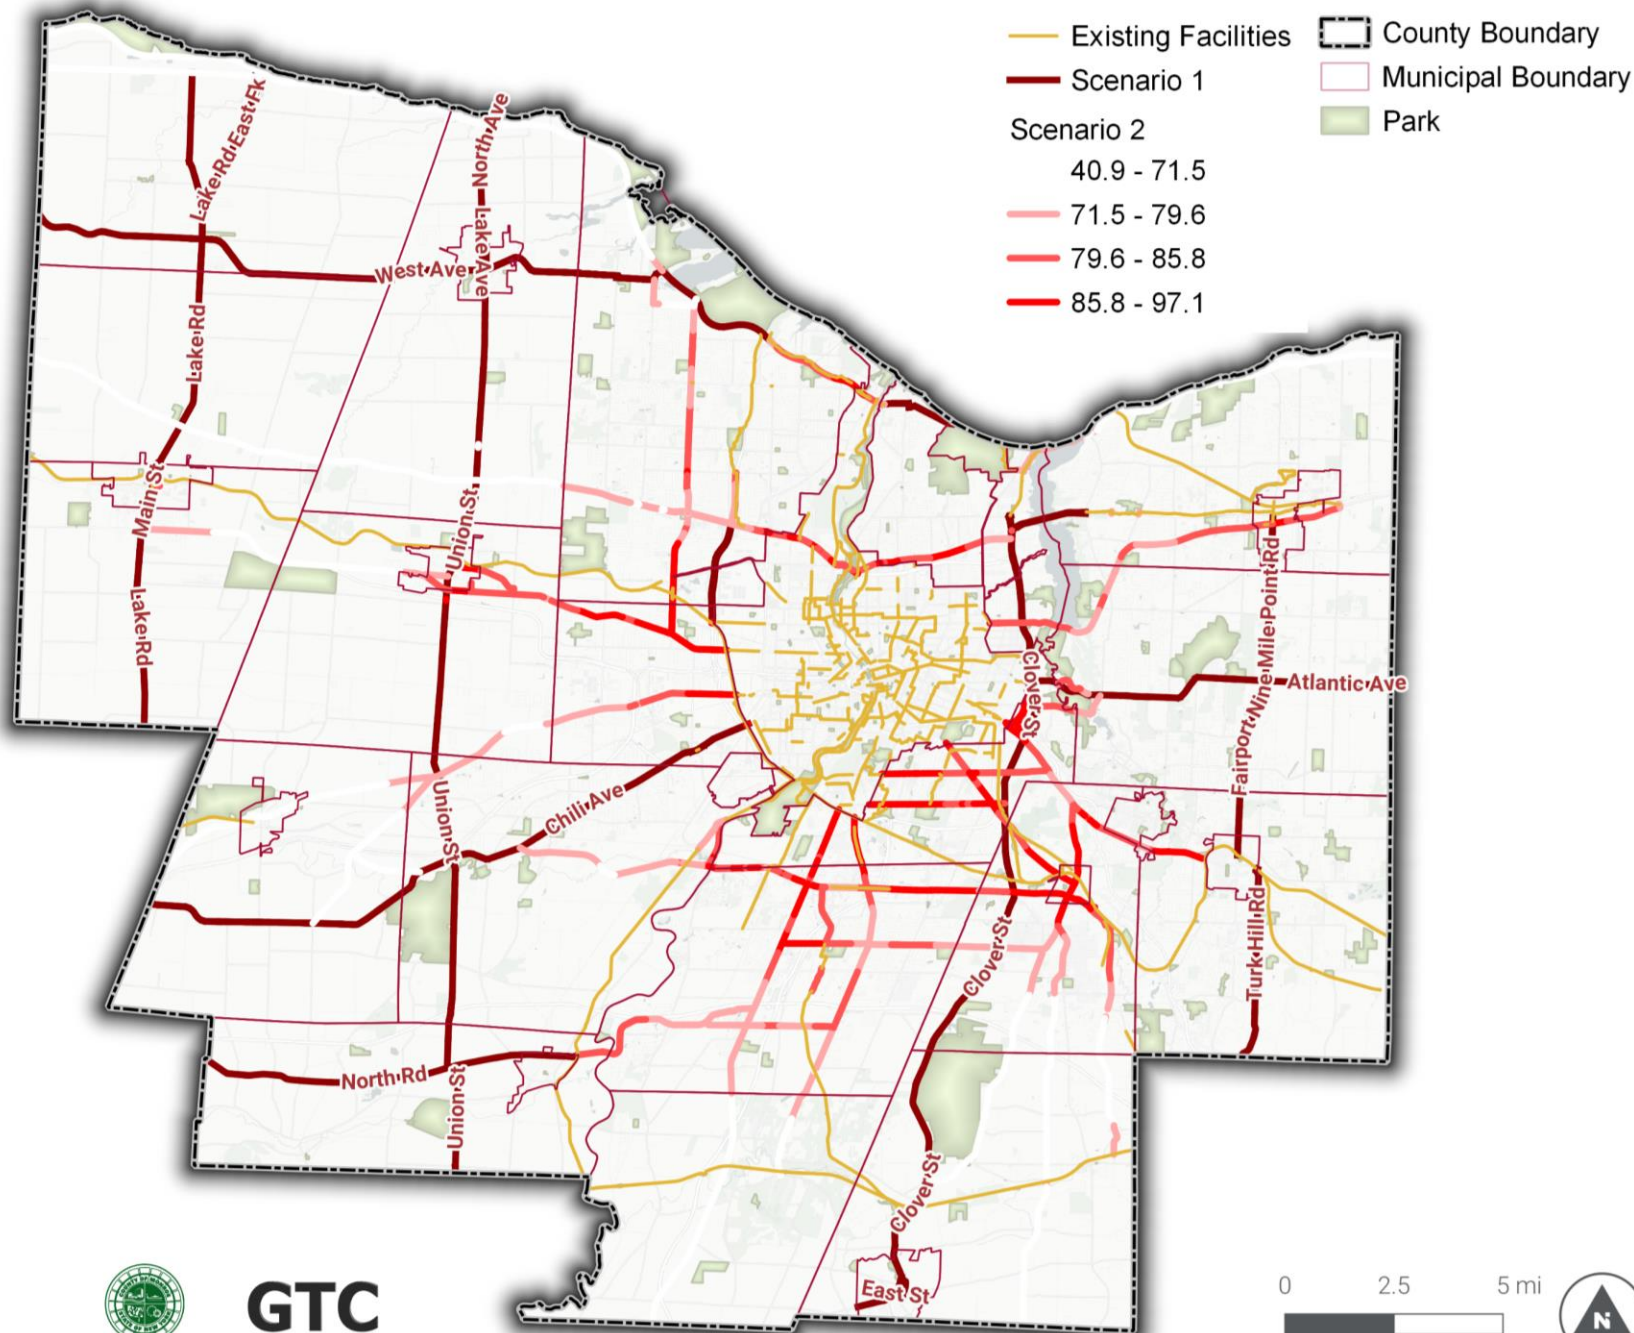 Existing Facilities
Scenario 1
Scenario 2
40.9 - 71.5
71.5 - 79.6
79.6 - 85.8
85.8 - 97.1
County Boundary
Municipal Boundary
Park
Lake Rd East Fk
North Ave
Lake Ave
West Ave
Lake Rd
Main St
Union St
Lake Rd
Clover St
Fairport Nine Mile Point Rd
Atlantic Ave
Union St
Chili Ave
Clover St
Turk Hill Rd
North Rd
Union St
Clover St
East St
GTC
0 2.5 5 mi
N